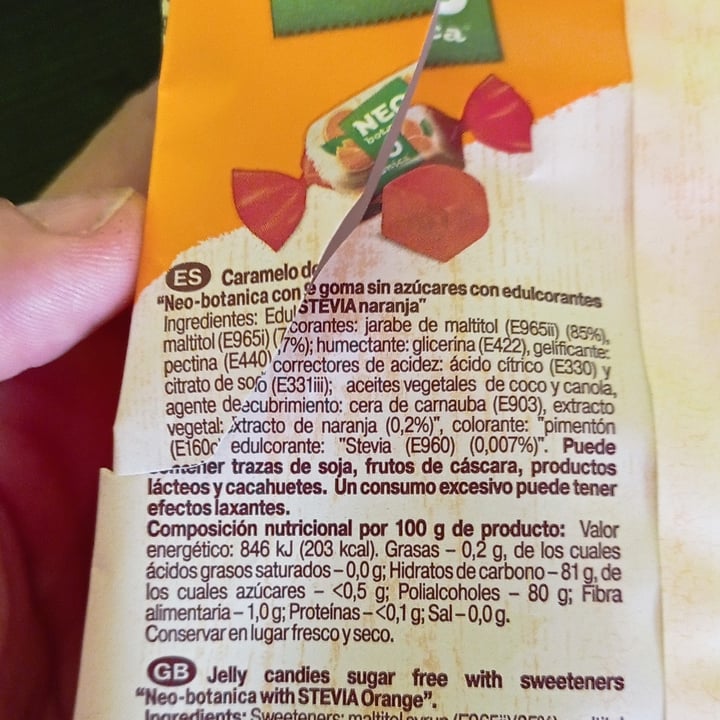 NEO
ES Caramelo de goma sin azúcares con edulcorantes
"Neo-botanica con STEVIA naranja"
Ingredientes: Edulcorantes: jarabe de maltitol (E965ii) (85%),
maltitol (E965i) (7%); humectante: glicerina (E422), gelificante:
pectina (E440) correctores de acidez: ácido cítrico (E330) y
citrato de (E331iii); aceites vegetales de coco y canola,
agente de cubrimiento: cera de carnauba (E903), extracto
vegetal: extracto de naranja (0,2%)", colorante: "pimentón
(E160c edulcorante: "Stevia (E960) (0,007%)". Puede
contener trazas de soja, frutos de cáscara, productos
lácteos y cacahuetes. Un consumo excesivo puede tener
efectos laxantes.
Composición nutricional por 100 g de producto: Valor
energético: 846 kJ (203 kcal). Grasas – 0,2 g, de los cuales
ácidos grasos saturados – 0,0 g; Hidratos de carbono – 81 g, de
los cuales azúcares – <0,5 g; Polialcoholes – 80 g; Fibra
alimentaria – 1,0 g; Proteínas – <0,1 g; Sal – 0,0 g.
Conservar en lugar fresco y seco.
GB Jelly candies sugar free with sweeteners
"Neo-botanica with STEVIA Orange".
Ingredients: Sweeteners: maltitol syrup